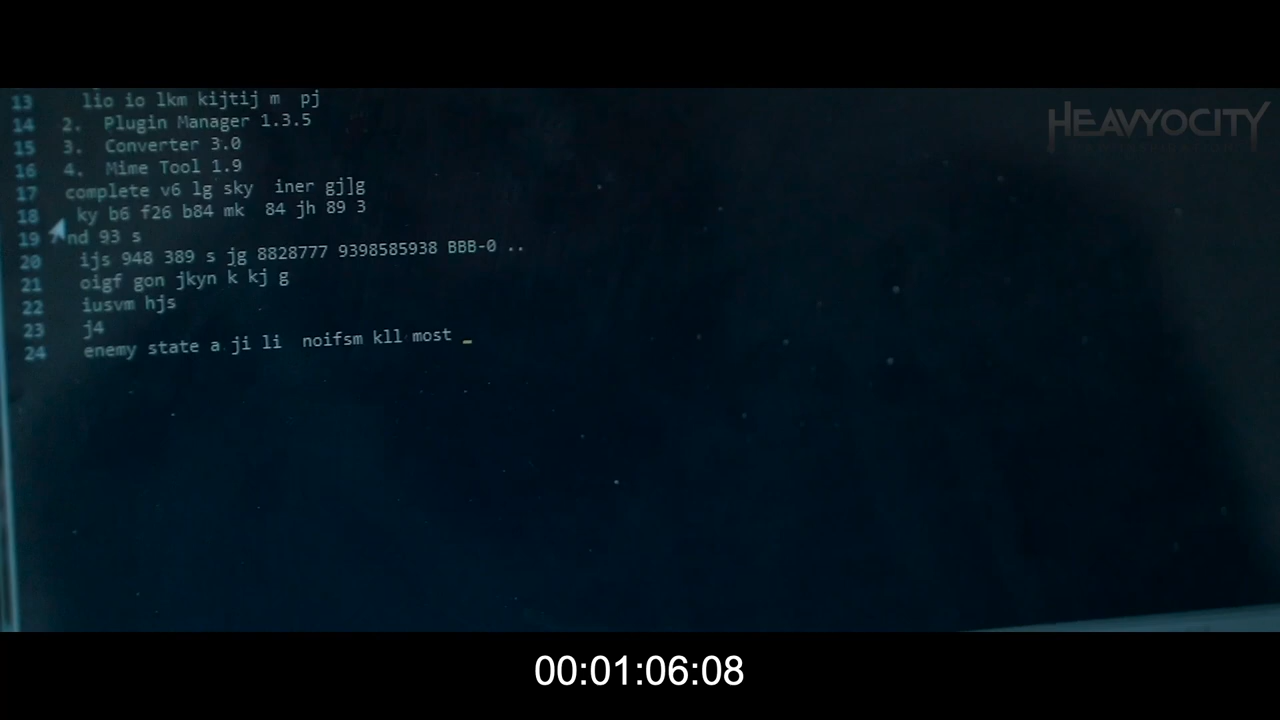 13 lio io lkm kijtij m pj
14 2. Plugin Manager 1.3.5
15 3. Converter 3.0
16 4. Mime Tool 1.9
17 complete v6 lg sky iner gj]g
18 ky b6 f26 b84 mk 84 jh 89 3
19 nd 93 s
20 ijs 948 389 s jg 8828777 9398585938 BBB-0 ..
21 oigf gon jkyn k kj g
22 iusvm hjs
23 j4
24 enemy state a ji li noifsm kll most _
HEAVYOCITY
00:01:06:08